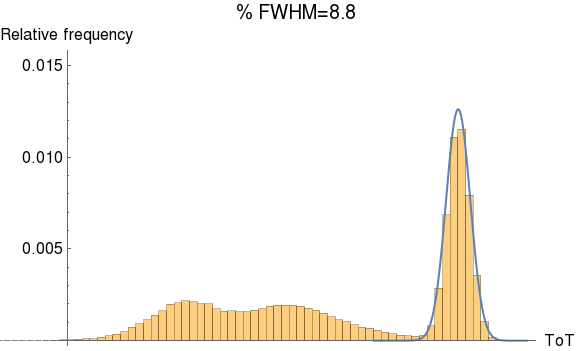 % FWHM=8.8
Relative frequency
0.015
0.010
0.005
ToT